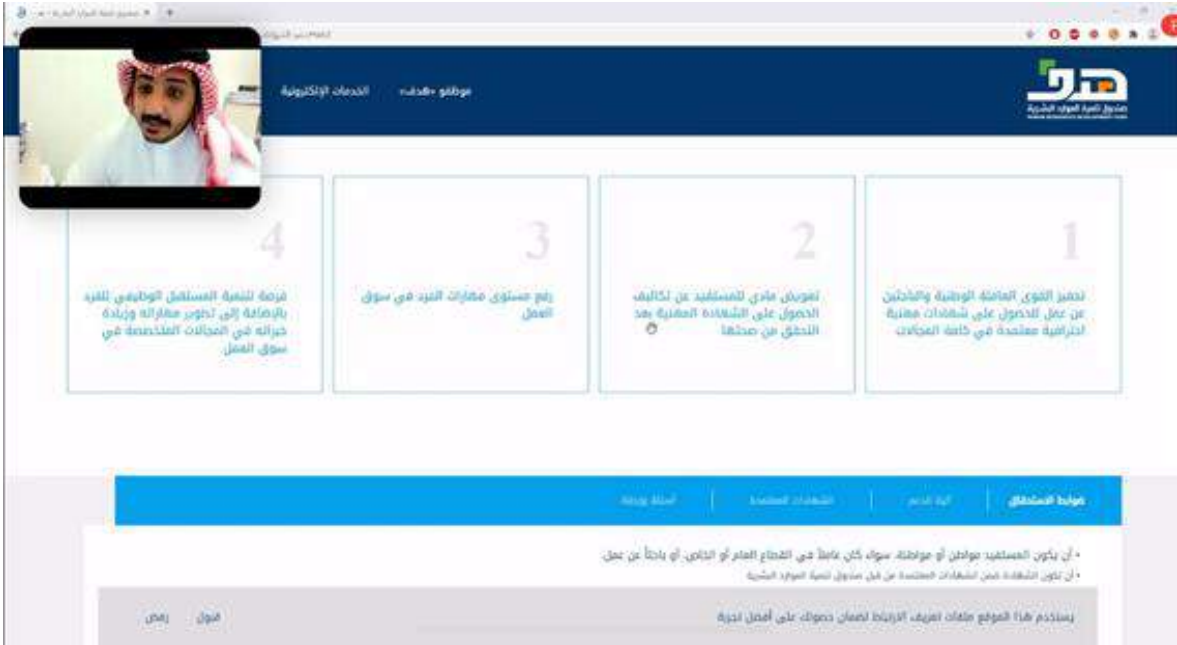 هدف
صندوق تنمية الموارد البشرية
HUMAN RESOURCES DEVELOPMENT FUND
موظفو «هدف»
الخدمات الإلكترونية
1
تحفيز القوى العاملة الوطنية والباحثين
عن عمل للحصول على شهادات مهنية
احترافية معتمدة في كافة المجالات
2
تعويض مادي للمستفيد عن تكاليف
الحصول على الشهادة المهنية بعد
التحقق من صحتها
3
رفع مستوى مهارات الفرد في سوق
العمل
4
فرصة لتنمية المستقبل الوظيفي للفرد
بالإضافة إلى تطوير مهاراته وزيادة
خبراته في المجالات المتخصصة في
سوق العمل
ضوابط الاستحقاق
آلية الدعم
الشهادات المعتمدة
أسئلة واردة
• أن يكون المستفيد مواطن أو مواطنة، سواء كان عاملاً في القطاع العام أو الخاص، أو باحثاً عن عمل.
• أن تكون الشهادة ضمن الشهادات المعتمدة من قبل صندوق تنمية الموارد البشرية
يستخدم هذا الموقع ملفات تعريف الارتباط لضمان حصولك على أفضل تجربة
قبول
رفض